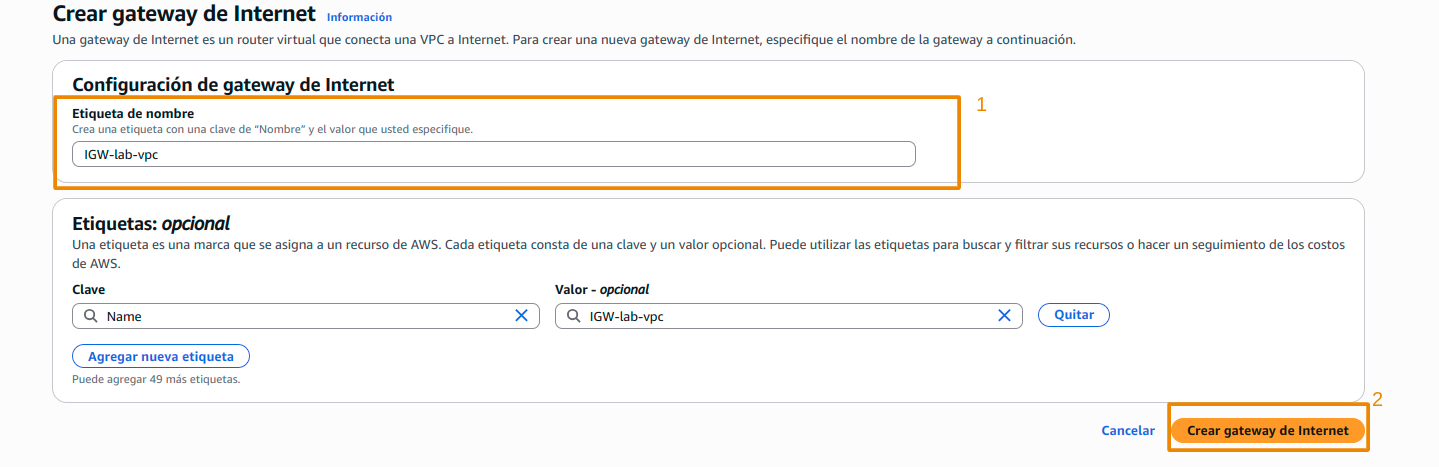 Crear gateway de Internet Información
Una gateway de Internet es un router virtual que conecta una VPC a Internet. Para crear una nueva gateway de Internet, especifique el nombre de la gateway a continuación.
Configuración de gateway de Internet
1
Etiqueta de nombre
Crea una etiqueta con una clave de “Nombre” y el valor que usted especifique.
IGW-lab-vpc
Etiquetas: opcional
Una etiqueta es una marca que se asigna a un recurso de AWS. Cada etiqueta consta de una clave y un valor opcional. Puede utilizar las etiquetas para buscar y filtrar sus recursos o hacer un seguimiento de los costos
de AWS.
Clave Valor - opcional
Name IGW-lab-vpc Quitar
Agregar nueva etiqueta
Puede agregar 49 más etiquetas.
2
Cancelar Crear gateway de Internet